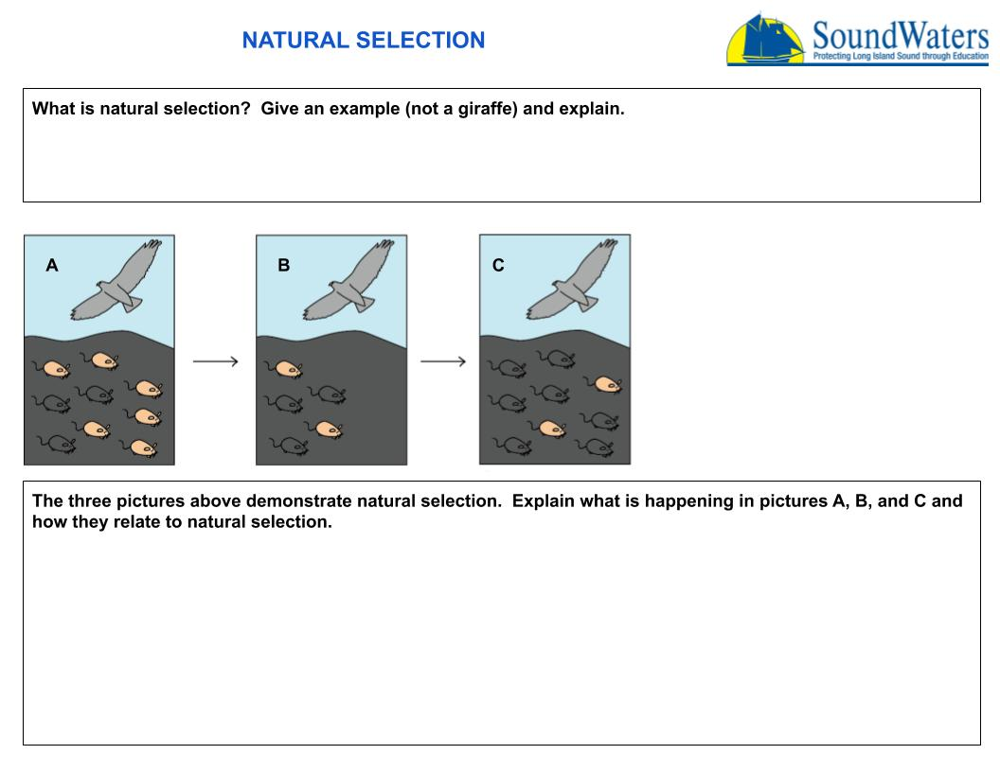 NATURAL SELECTION
SoundWaters
Protecting Long Island Sound through Education
What is natural selection?  Give an example (not a giraffe) and explain.
A
B
C
The three pictures above demonstrate natural selection.  Explain what is happening in pictures A, B, and C and
how they relate to natural selection.